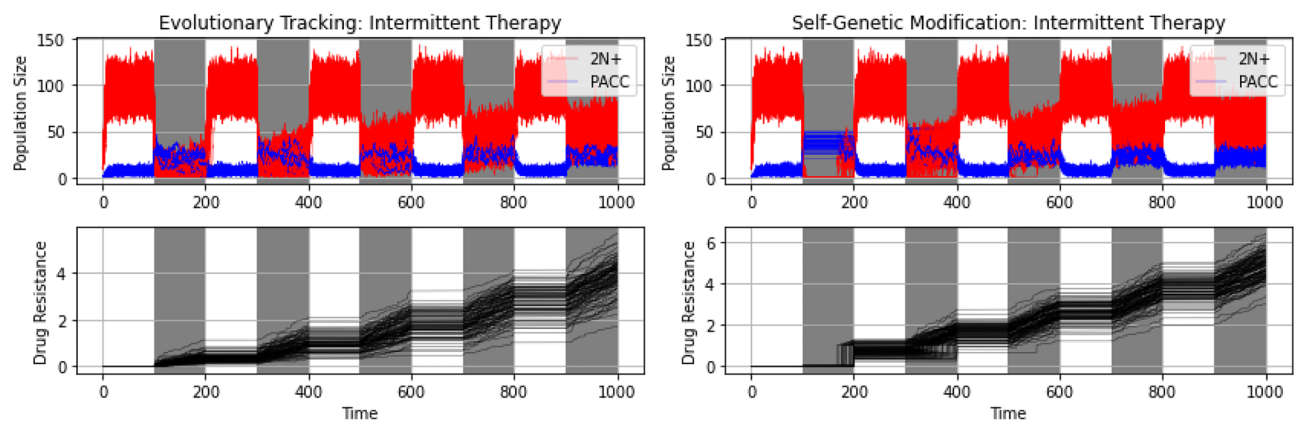 Evolutionary Tracking: Intermittent Therapy
150
100
50
0
Population Size
2N+
PACC
0 200 400 600 800 1000
4
2
0
Drug Resistance
0 200 400 600 800 1000
Time
Self-Genetic Modification: Intermittent Therapy
150
100
50
0
Population Size
2N+
PACC
0 200 400 600 800 1000
6
4
2
0
Drug Resistance
0 200 400 600 800 1000
Time